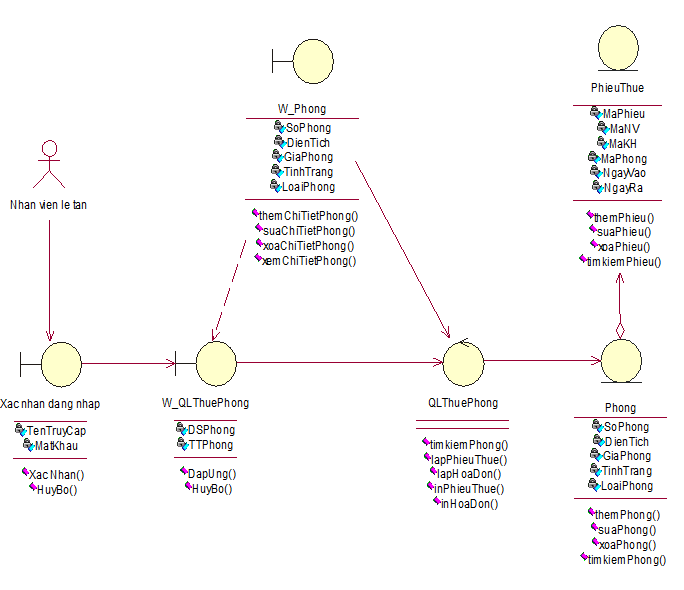 W_Phong
SoPhong
DienTich
GiaPhong
TinhTrang
LoaiPhong
themChiTietPhong()
suaChiTietPhong()
xoaChiTietPhong()
xemChiTietPhong()
PhieuThue
MaPhieu
MaNV
MaKH
MaPhong
NgayVao
NgayRa
themPhieu()
suaPhieu()
xoaPhieu()
timkiemPhieu()
Nhan vien le tan
Xac nhan dang nhap
TenTruyCap
MatKhau
XacNhan()
HuyBo()
W_QLThuePhong
DSPhong
TTPhong
DapUng()
HuyBo()
QLThuePhong
timkiemPhong()
lapPhieuThue()
lapHoaDon()
inPhieuThue()
inHoaDon()
Phong
SoPhong
DienTich
GiaPhong
TinhTrang
LoaiPhong
themPhong()
suaPhong()
xoaPhong()
timkiemPhong()